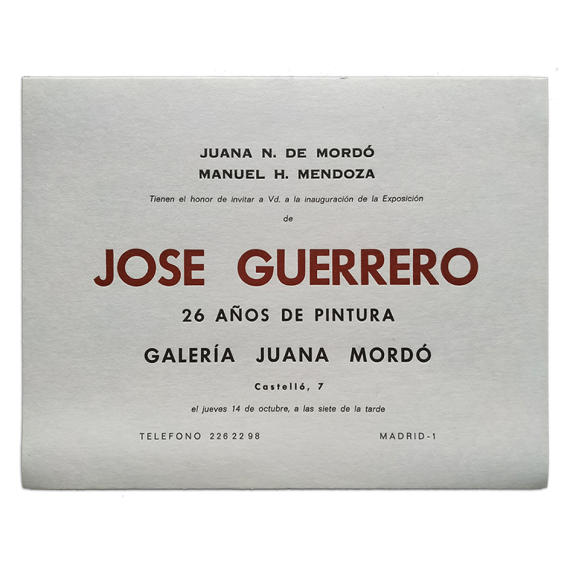 JUANA N. DE MORDÓ
MANUEL H. MENDOZA
Tienen el honor de invitar a Vd. a la inauguración de la Exposición
de
JOSE GUERRERO
26 AÑOS DE PINTURA
GALERÍA JUANA MORDÓ
Castelló, 7
el jueves 14 de octubre, a las siete de la tarde
TELEFONO 226 22 98 MADRID-1